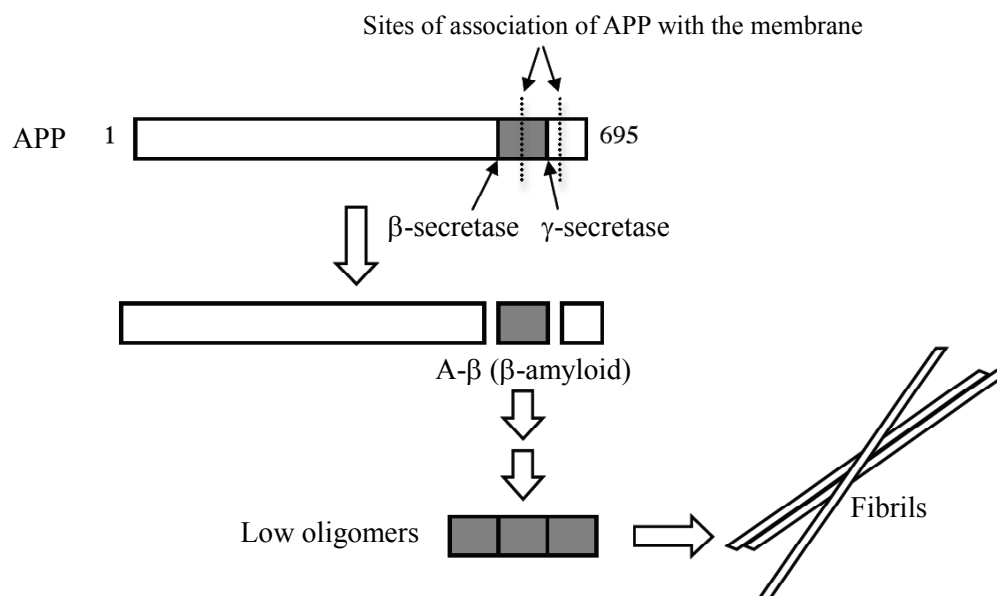 Sites of association of APP with the membrane
APP 1 695
β-secretase γ-secretase
A-β (β-amyloid)
Low oligomers
Fibrils